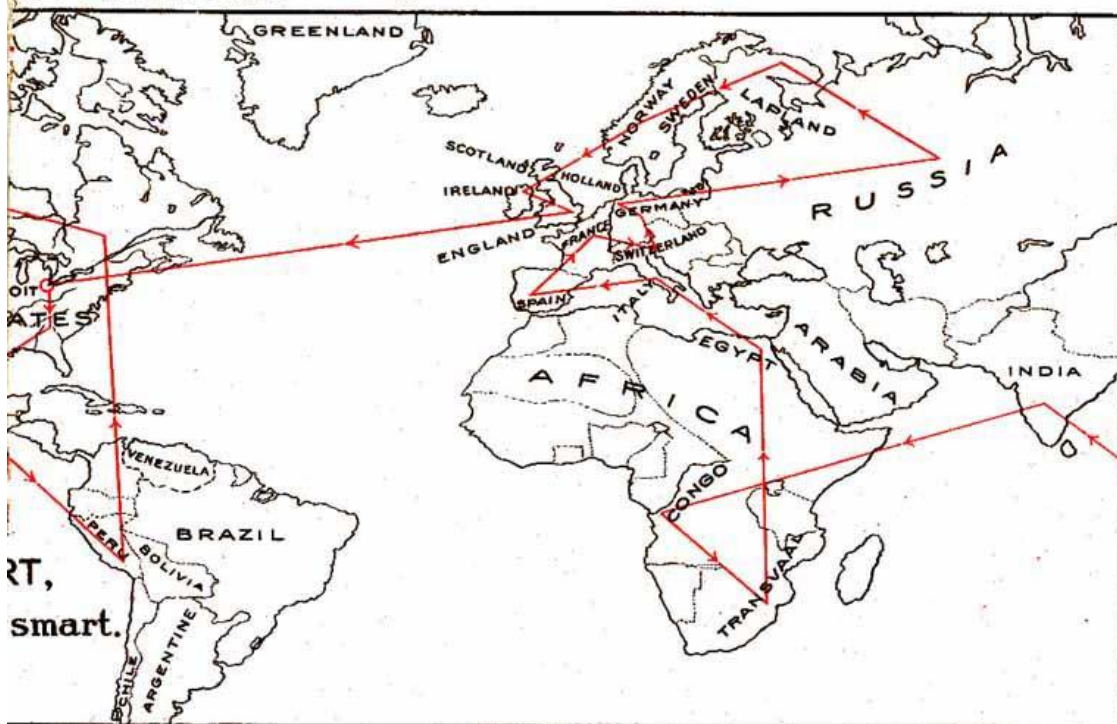 GREENLAND
NORWAY
SWEDEN
LAPLAND
SCOTLAND
HOLLAND
IRELAND
GERMANY
RUSSIA
ENGLAND
FRANCE
SWITZERLAND
OIT
ATES
SPAIN
ITALY
EGYPT
ARABIA
INDIA
AFRICA
VENEZUELA
CONGO
PERU
BRAZIL
BOLIVIA
TRANSVAAL
RT,
smart.
CHILE
ARGENTINE